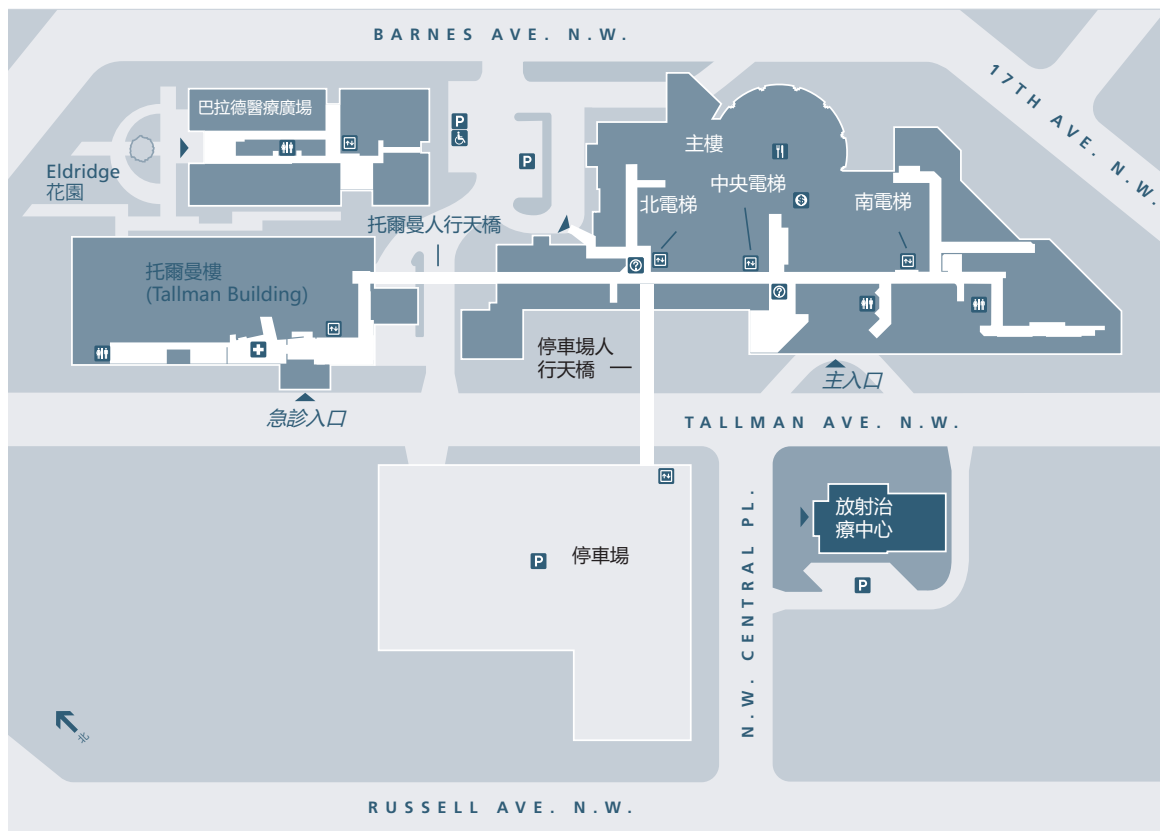 BARNES AVE. N.W.
17TH AVE. N.W.
巴拉德醫療廣場
P
P
主樓
Eldridge
花園
中央電梯
北電梯
南電梯
$
托爾曼人行天橋
托爾曼樓
(Tallman Building)
?
?
停車場人
行天橋
主入口
急診入口
TALLMAN AVE. N.W.
放射治
療中心
P
停車場
P
N.W. CENTRAL PL.
北
RUSSELL AVE. N.W.